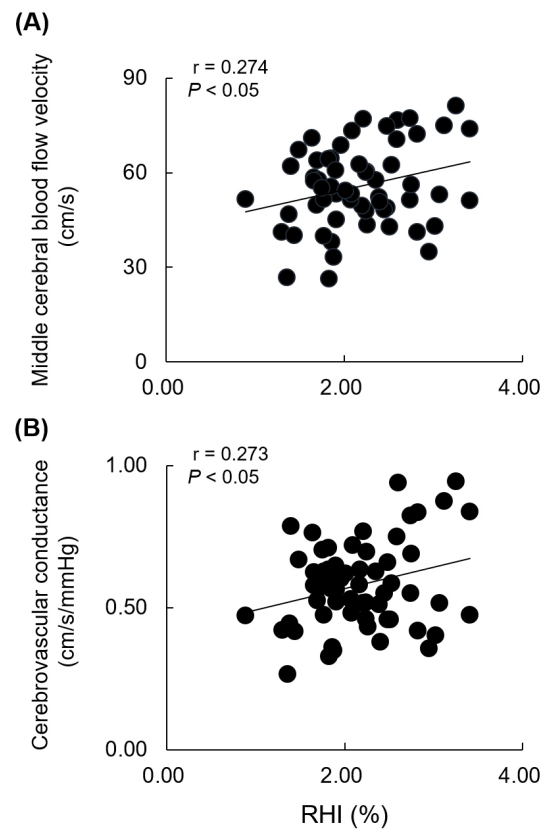 (A)
Middle cerebral blood flow velocity
(cm/s)
r = 0.274
P < 0.05
90
60
30
0
0.00 2.00 4.00
(B)
Cerebrovascular conductance
(cm/s/mmHg)
r = 0.273
P < 0.05
1.00
0.50
0.00
0.00 2.00 4.00
RHI (%)